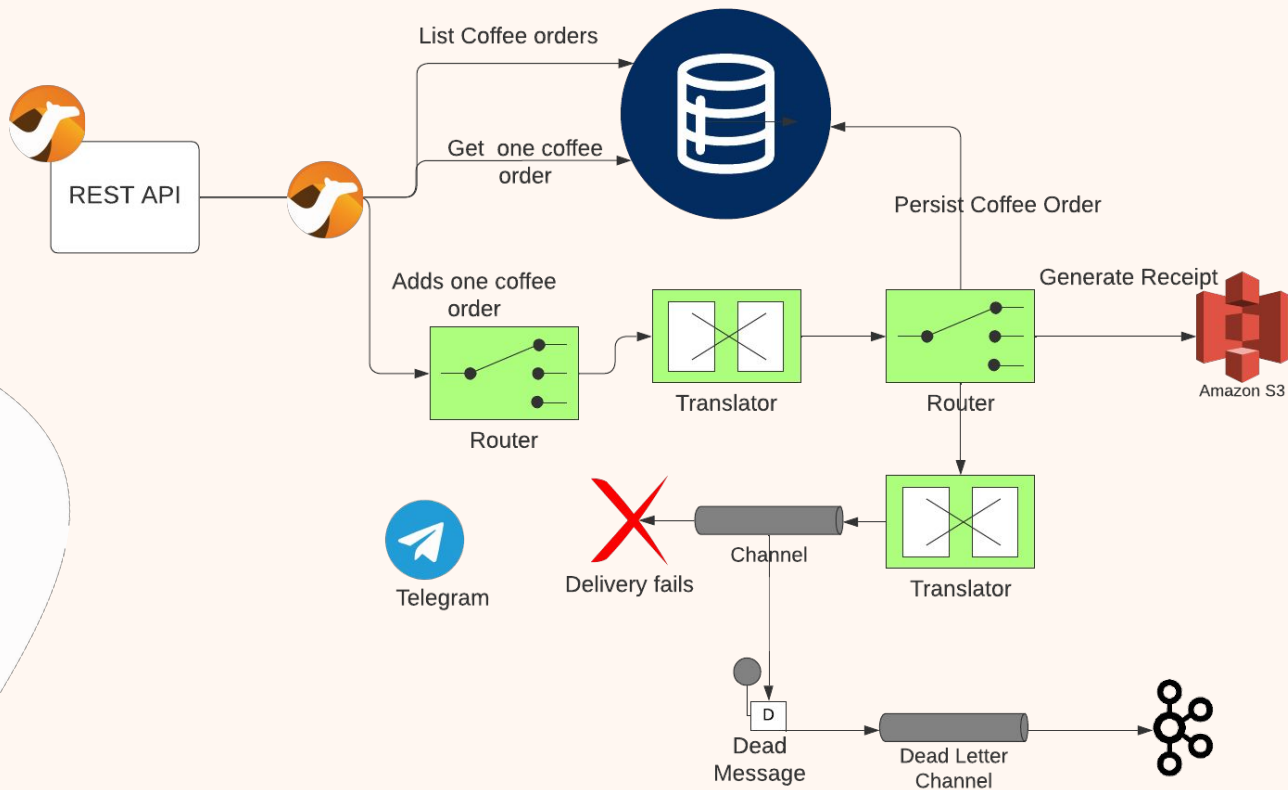 List Coffee orders
REST API
Get one coffee
order
Persist Coffee Order
Adds one coffee
order
Generate Receipt
Amazon S3
Router
Translator
Router
Telegram
Delivery fails
Channel
Translator
D
Dead
Message
Dead Letter
Channel